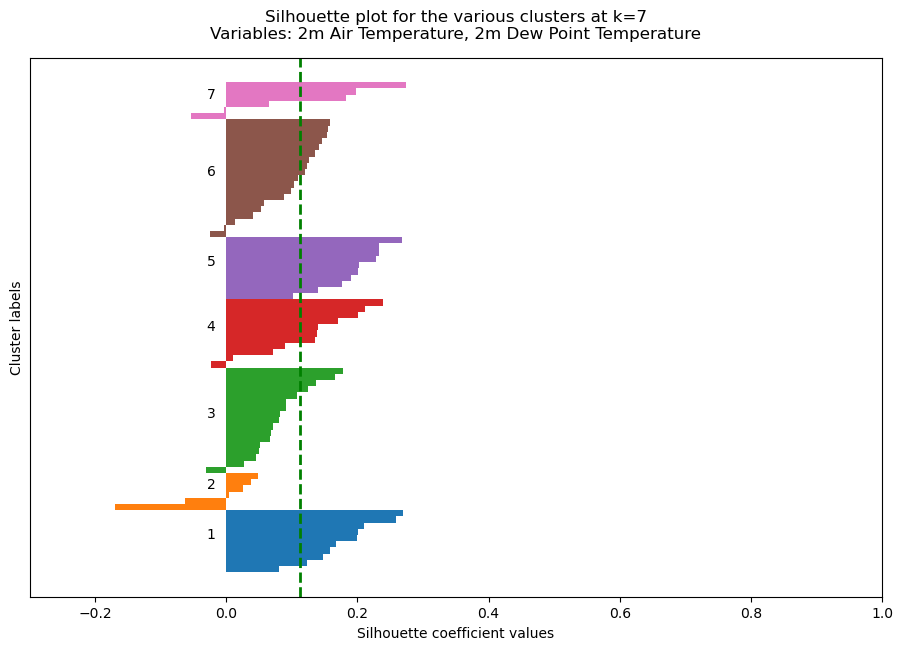 Silhouette plot for the various clusters at k=7
Variables: 2m Air Temperature, 2m Dew Point Temperature
Cluster labels
7
6
5
4
3
2
1
−0.2 0.0 0.2 0.4 0.6 0.8 1.0
Silhouette coefficient values